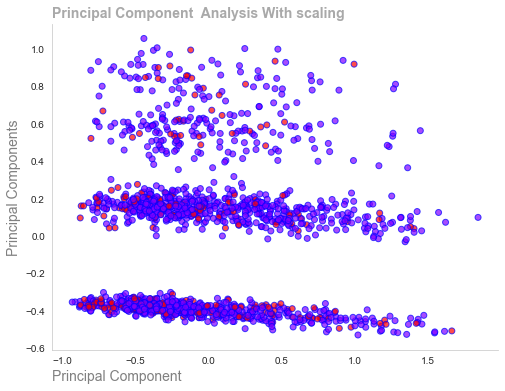 Principal Component  Analysis With scaling
1.0
0.8
0.6
0.4
0.2
0.0
−0.2
−0.4
−0.6
Principal Components
−1.0 −0.5 0.0 0.5 1.0 1.5
Principal Component